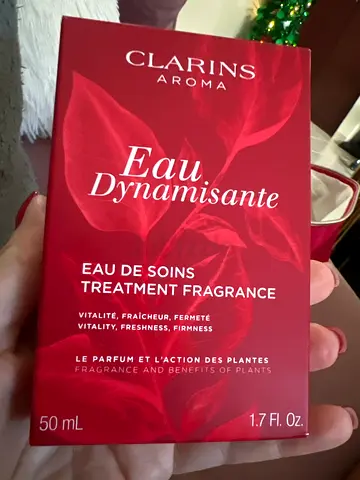 CLARINS
AROMA
Eau
Dynamisante
EAU DE SOINS
TREATMENT FRAGRANCE
VITALITÉ, FRAÎCHEUR, FERMETÉ
VITALITY, FRESHNESS, FIRMNESS
LE PARFUM ET L'ACTION DES PLANTES
FRAGRANCE AND BENEFITS OF PLANTS
50 mL 1.7 Fl. Oz.